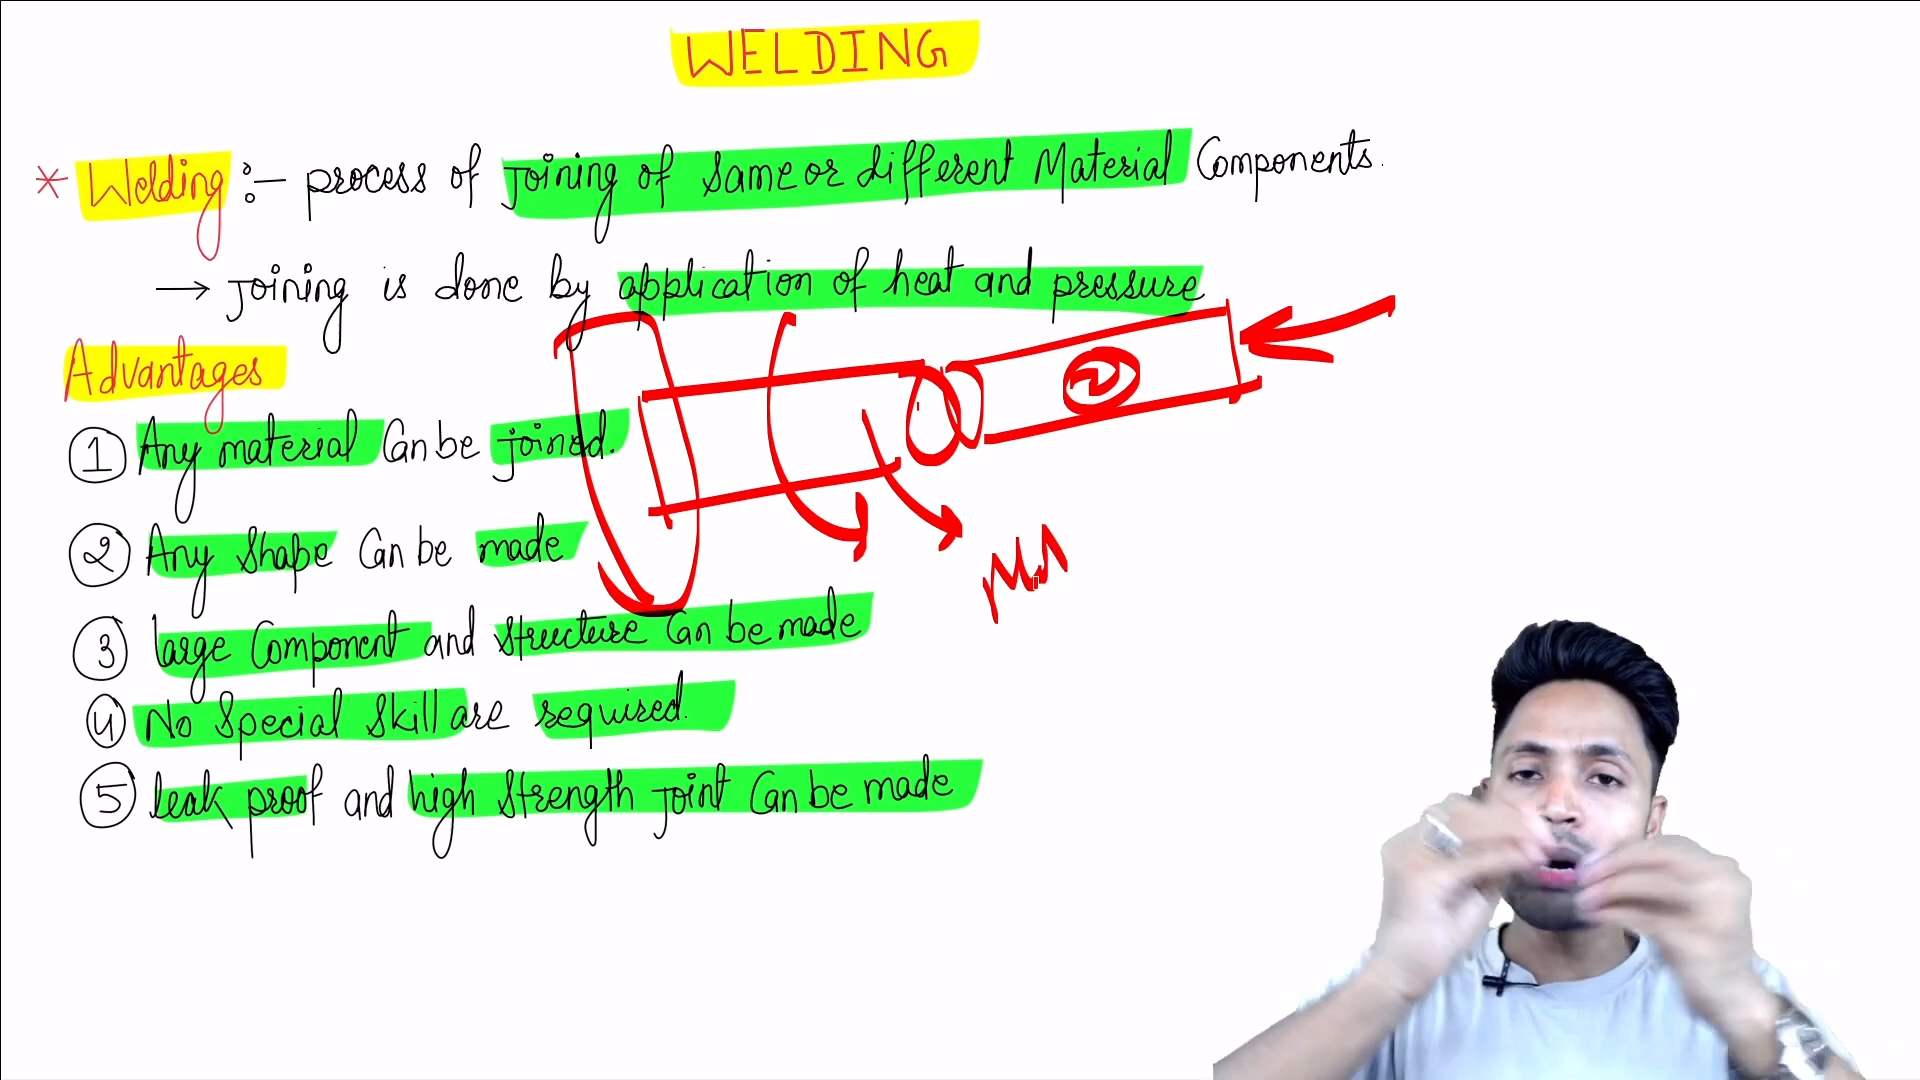 WELDING
* Welding :- process of joining of same or different Material Components.
→ joining is done by application of heat and pressure
Advantages
① Any material Can be joined.
2
② Any shape Can be made
③ large Component and structure Can be made
④ No special skill are required.
⑤ leak proof and high strength joint Can be made